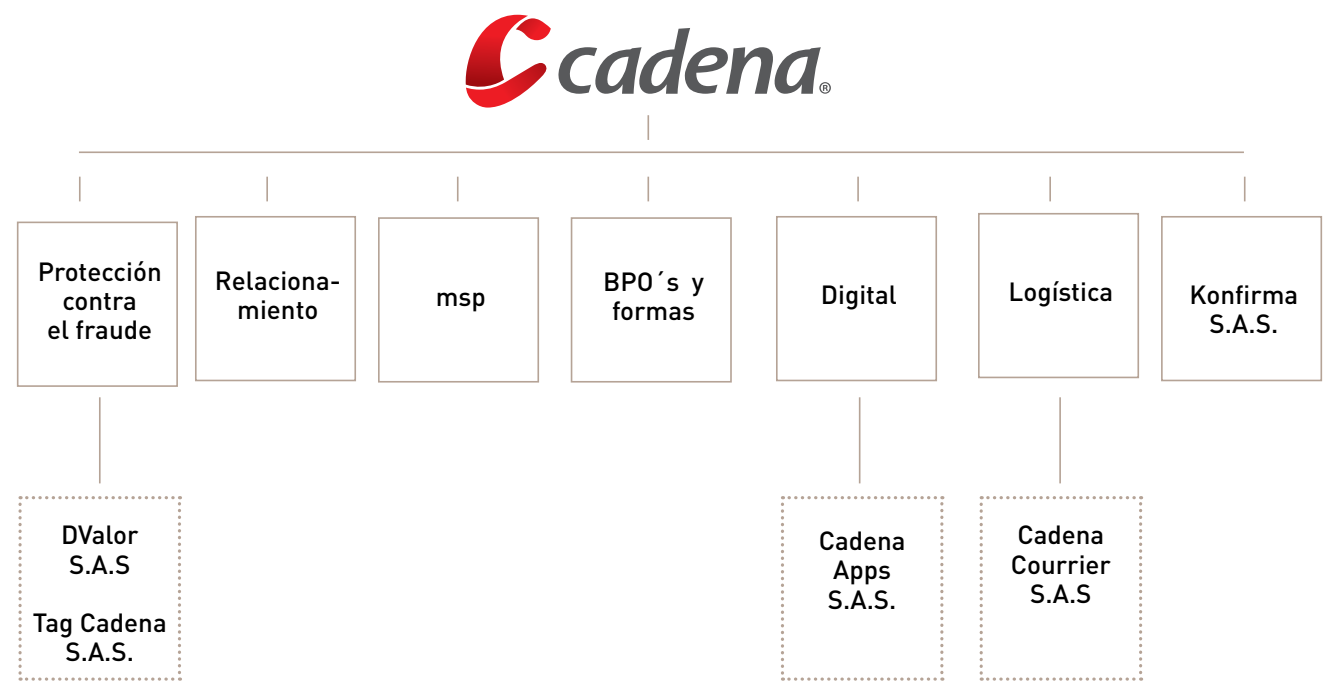 cadena®
Protección
contra
el fraude
Relaciona-
miento
msp
BPO´s y
formas
Digital
Logística
Konfirma
S.A.S.
DValor
S.A.S
Tag Cadena
S.A.S.
Cadena
Apps
S.A.S.
Cadena
Courrier
S.A.S